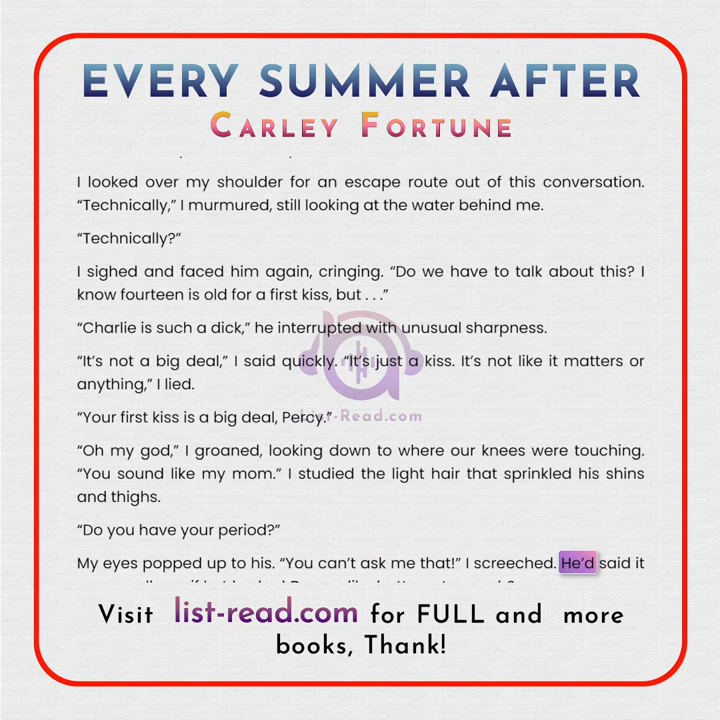 EVERY SUMMER AFTER
CARLEY FORTUNE
I looked over my shoulder for an escape route out of this conversation.
“Technically,” I murmured, still looking at the water behind me.
“Technically?”
I sighed and faced him again, cringing. “Do we have to talk about this? I
know fourteen is old for a first kiss, but . . .”
“Charlie is such a dick,” he interrupted with unusual sharpness.
“It’s not a big deal,” I said quickly. “It’s just a kiss. It’s not like it matters or
anything,” I lied.
“Your first kiss is a big deal, Percy.”
List-Read.com
“Oh my god,” I groaned, looking down to where our knees were touching.
“You sound like my mom.” I studied the light hair that sprinkled his shins
and thighs.
“Do you have your period?”
My eyes popped up to his. “You can’t ask me that!” I screeched. He’d said it
Visit list-read.com for FULL and more
books, Thank!